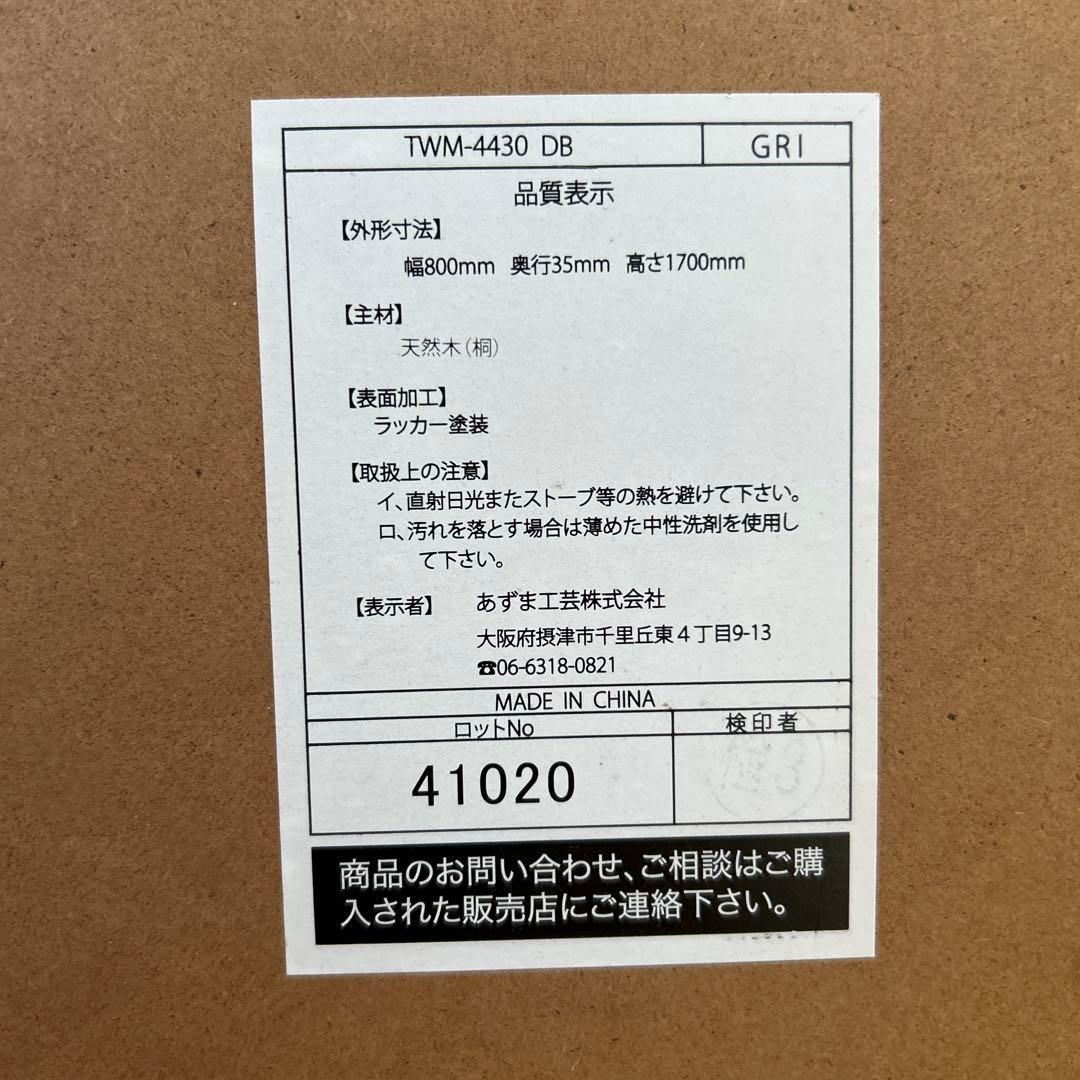 TWM-4430 DB GRI
品質表示
【外形寸法】
幅800mm 奥行35mm 高さ1700mm
【主材】
天然木(桐)
【表面加工】
ラッカー塗装
【取扱上の注意】
イ、直射日光またストーブ等の熱を避けて下さい。
ロ、汚れを落とす場合は薄めた中性洗剤を使用し
て下さい。
【表示者】 あずま工芸株式会社
大阪府摂津市千里丘東4丁目9-13
☎06-6318-0821
MADE IN CHINA
ロットNo 検印者
41020
商品のお問い合わせ、ご相談はご購
入された販売店にご連絡下さい。